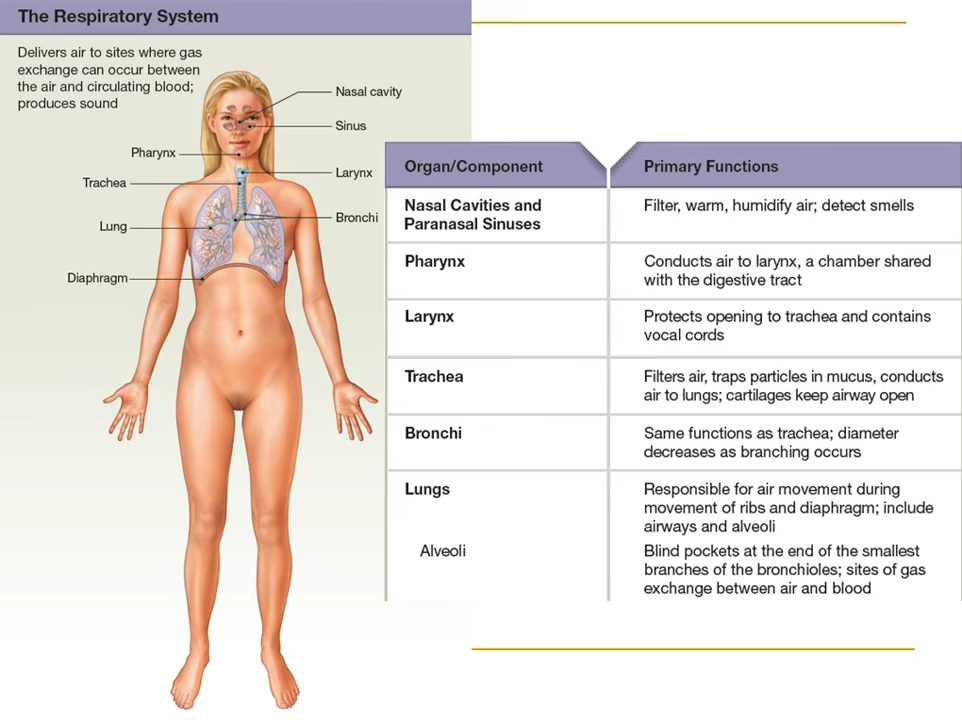 The Respiratory System
Delivers air to sites where gas
exchange can occur between
the air and circulating blood;
produces sound
Nasal cavity
Sinus
Pharynx
Larynx
Trachea
Bronchi
Lung
Diaphragm
Organ/Component
Primary Functions
Nasal Cavities and
Paranasal Sinuses
Filter, warm, humidify air; detect smells
Pharynx
Conducts air to larynx, a chamber shared
with the digestive tract
Larynx
Protects opening to trachea and contains
vocal cords
Trachea
Filters air, traps particles in mucus, conducts
air to lungs; cartilages keep airway open
Bronchi
Same functions as trachea; diameter
decreases as branching occurs
Lungs
Responsible for air movement during
movement of ribs and diaphragm; include
airways and alveoli
Alveoli
Blind pockets at the end of the smallest
branches of the bronchioles; sites of gas
exchange between air and blood